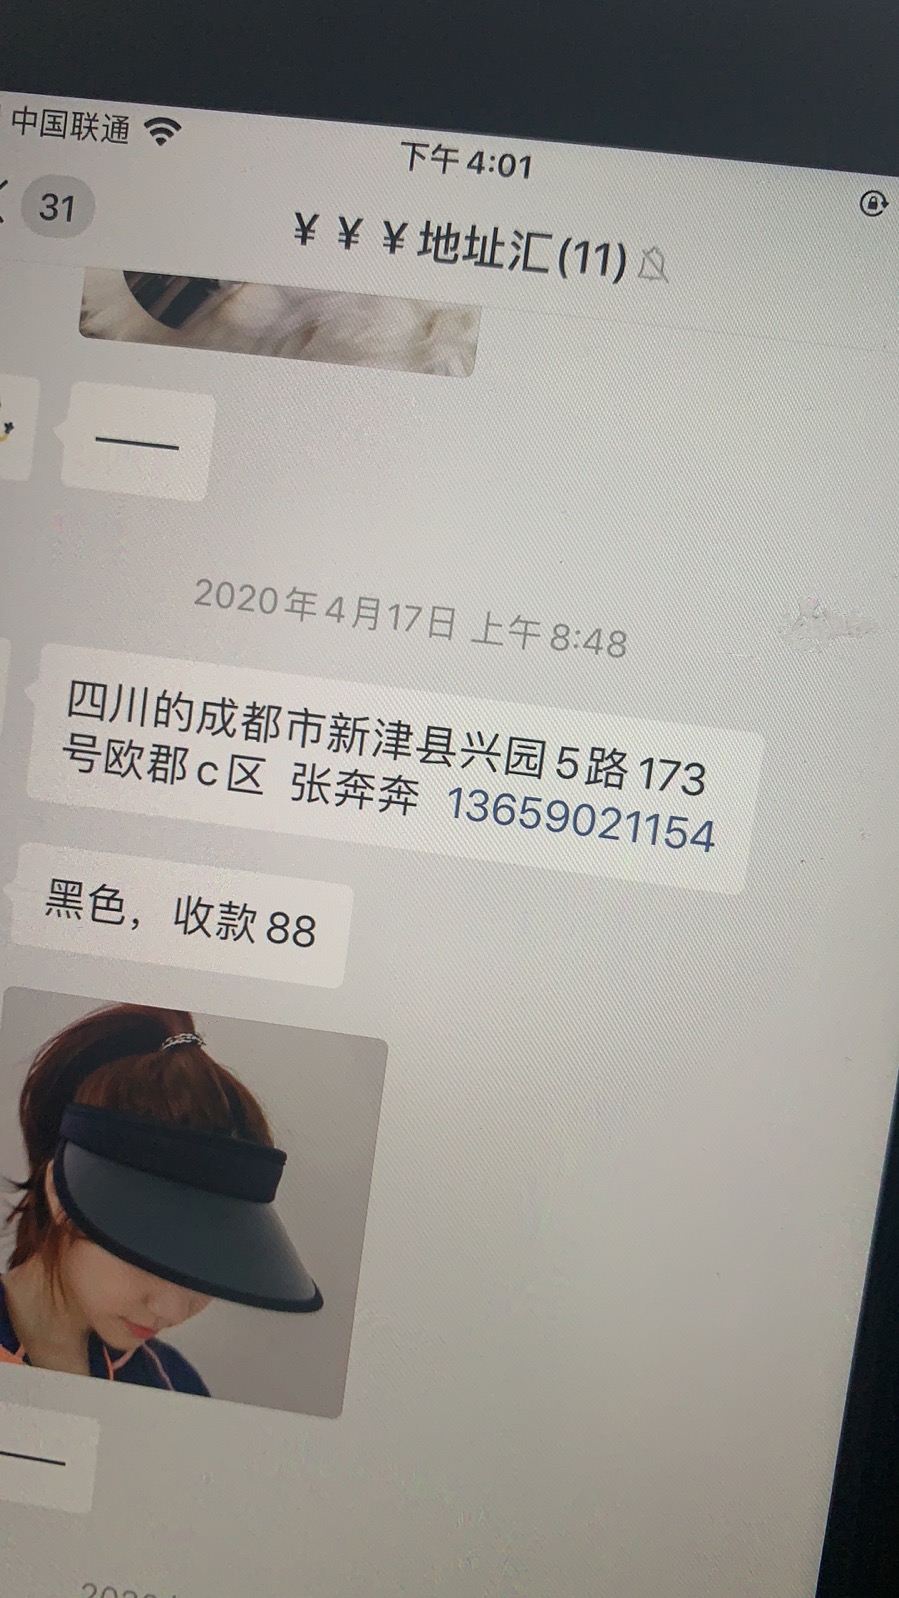 中国联通
下午4:01
31
¥ ¥ ¥地址汇(11)
——
2020年4月17日 上午8:48
四川的成都市新津县兴园5路173
号欧郡c区 张奔奔 13659021154
黑色，收款88
——